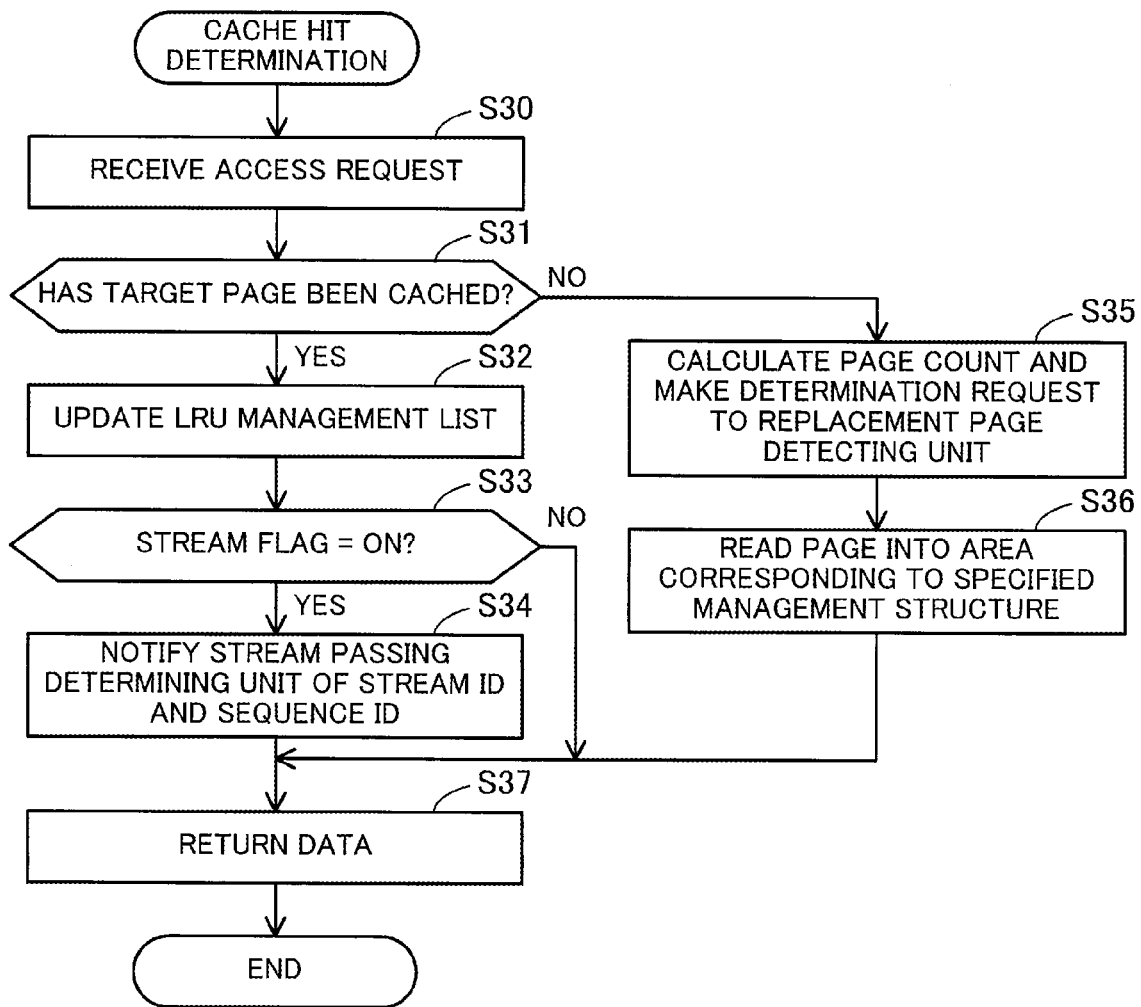 CACHE HIT
DETERMINATION
S30
RECEIVE ACCESS REQUEST
S31
HAS TARGET PAGE BEEN CACHED?
NO
YES
S32
UPDATE LRU MANAGEMENT LIST
S33
STREAM FLAG = ON?
NO
YES
S34
NOTIFY STREAM PASSING
DETERMINING UNIT OF STREAM ID
AND SEQUENCE ID
S35
CALCULATE PAGE COUNT AND
MAKE DETERMINATION REQUEST
TO REPLACEMENT PAGE
DETECTING UNIT
S36
READ PAGE INTO AREA
CORRESPONDING TO SPECIFIED
MANAGEMENT STRUCTURE
S37
RETURN DATA
END